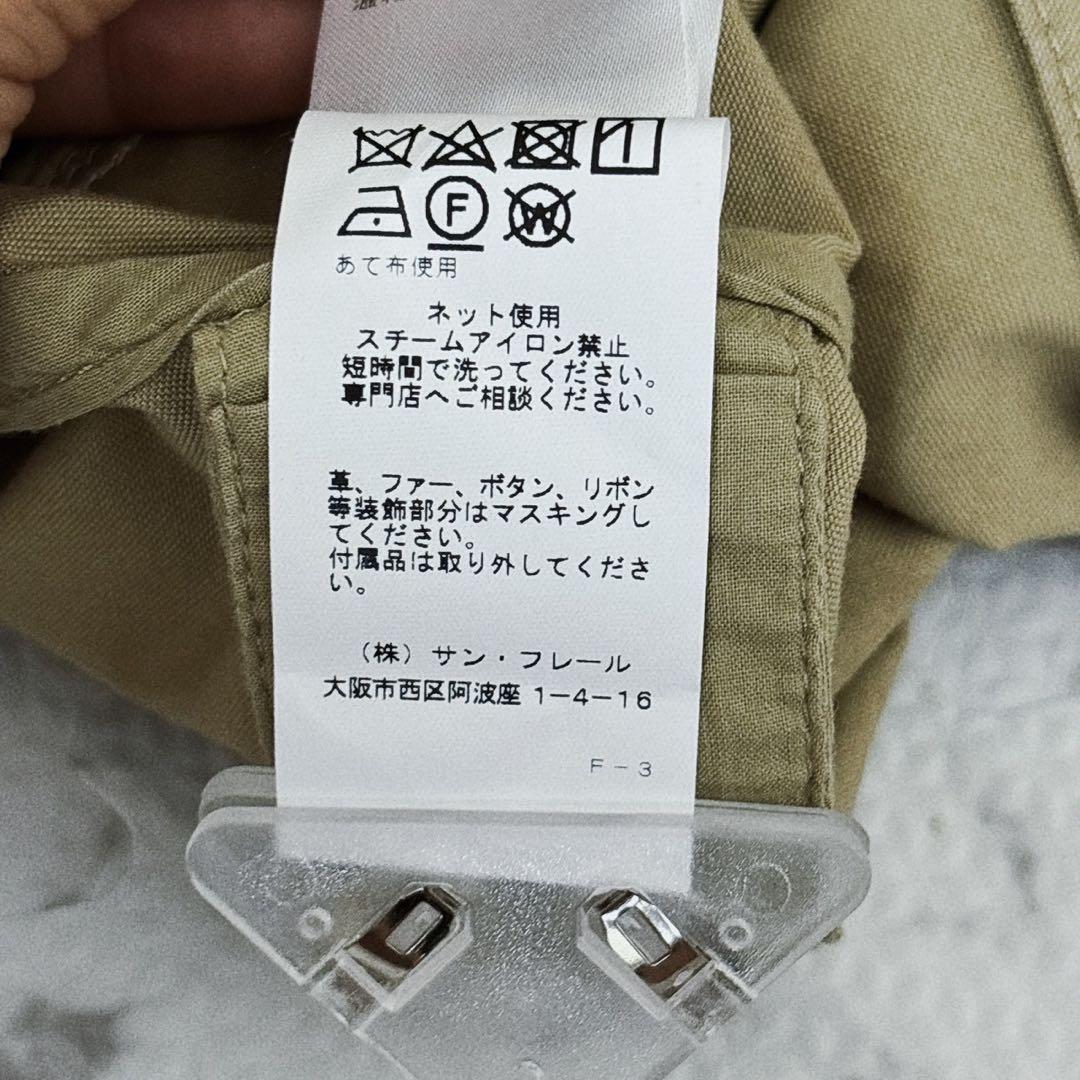 F W
あて布使用
ネット使用
スチームアイロン禁止
短時間で洗ってください。
専門店へご相談ください。
革、ファー、ボタン、リボン
等装飾部分はマスキングし
てください。
付属品は取り外してくださ
い。
（株）サン・フレール
大阪市西区阿波座 1-4-16
F-3